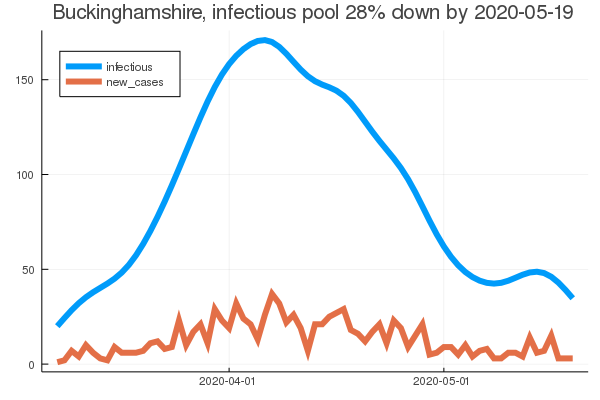 Buckinghamshire, infectious pool 28% down by 2020-05-19
infectious
new_cases
150
100
50
0
2020-04-01
2020-05-01